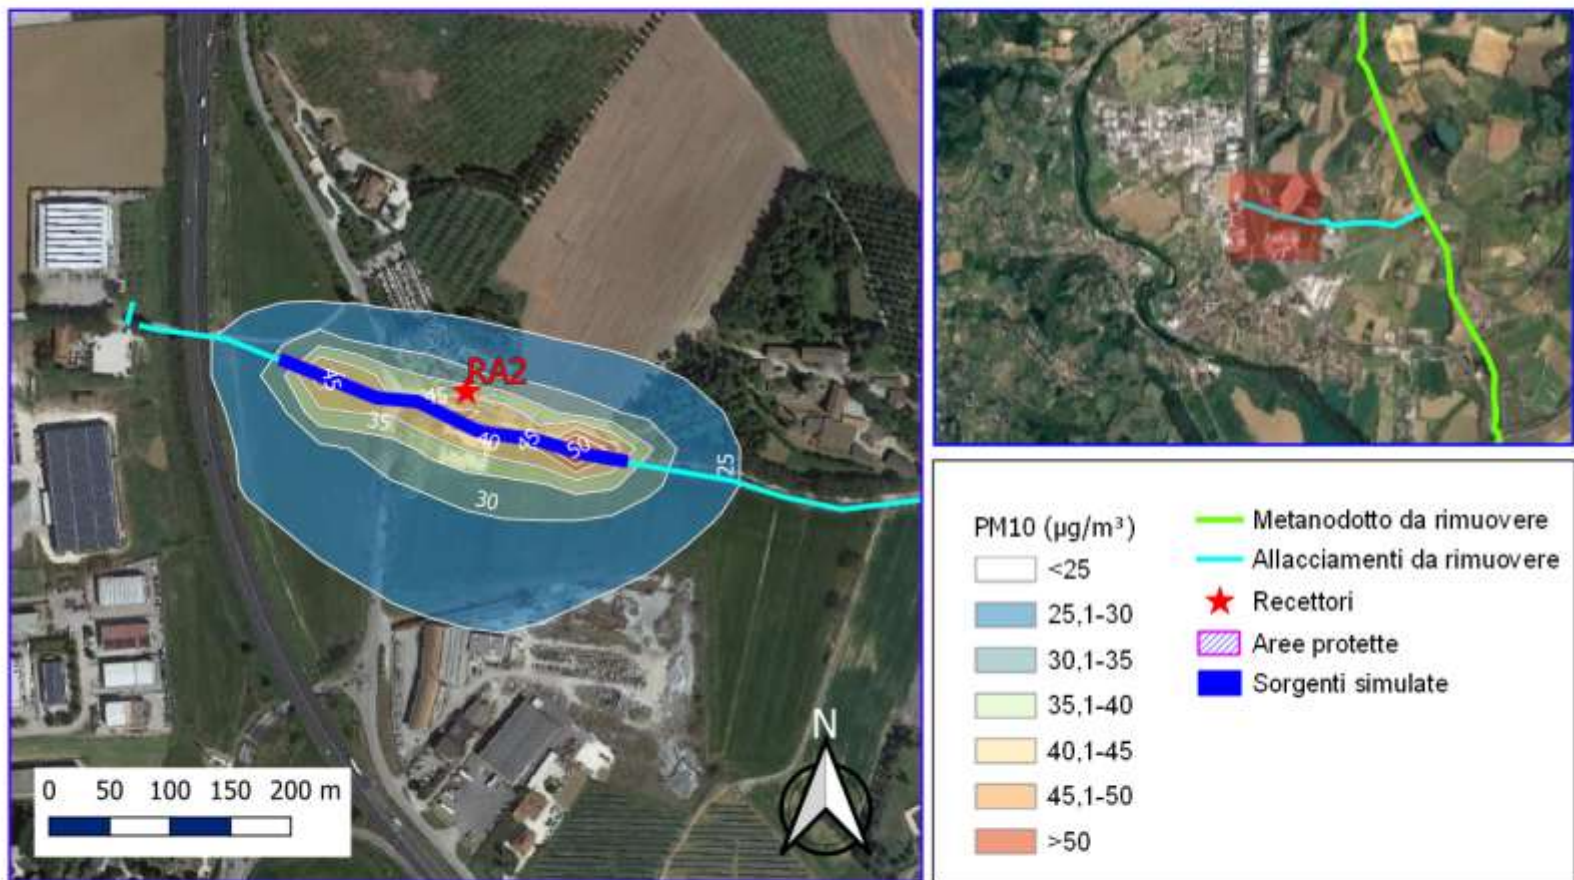 RA2
45
45
35
40
45
50
25
30
N
0 50 100 150 200 m
PM10 (µg/m³)
<25
25,1-30
30,1-35
35,1-40
40,1-45
45,1-50
>50
Metanodotto da rimuovere
Allacciamenti da rimuovere
Recettori
Aree protette
Sorgenti simulate